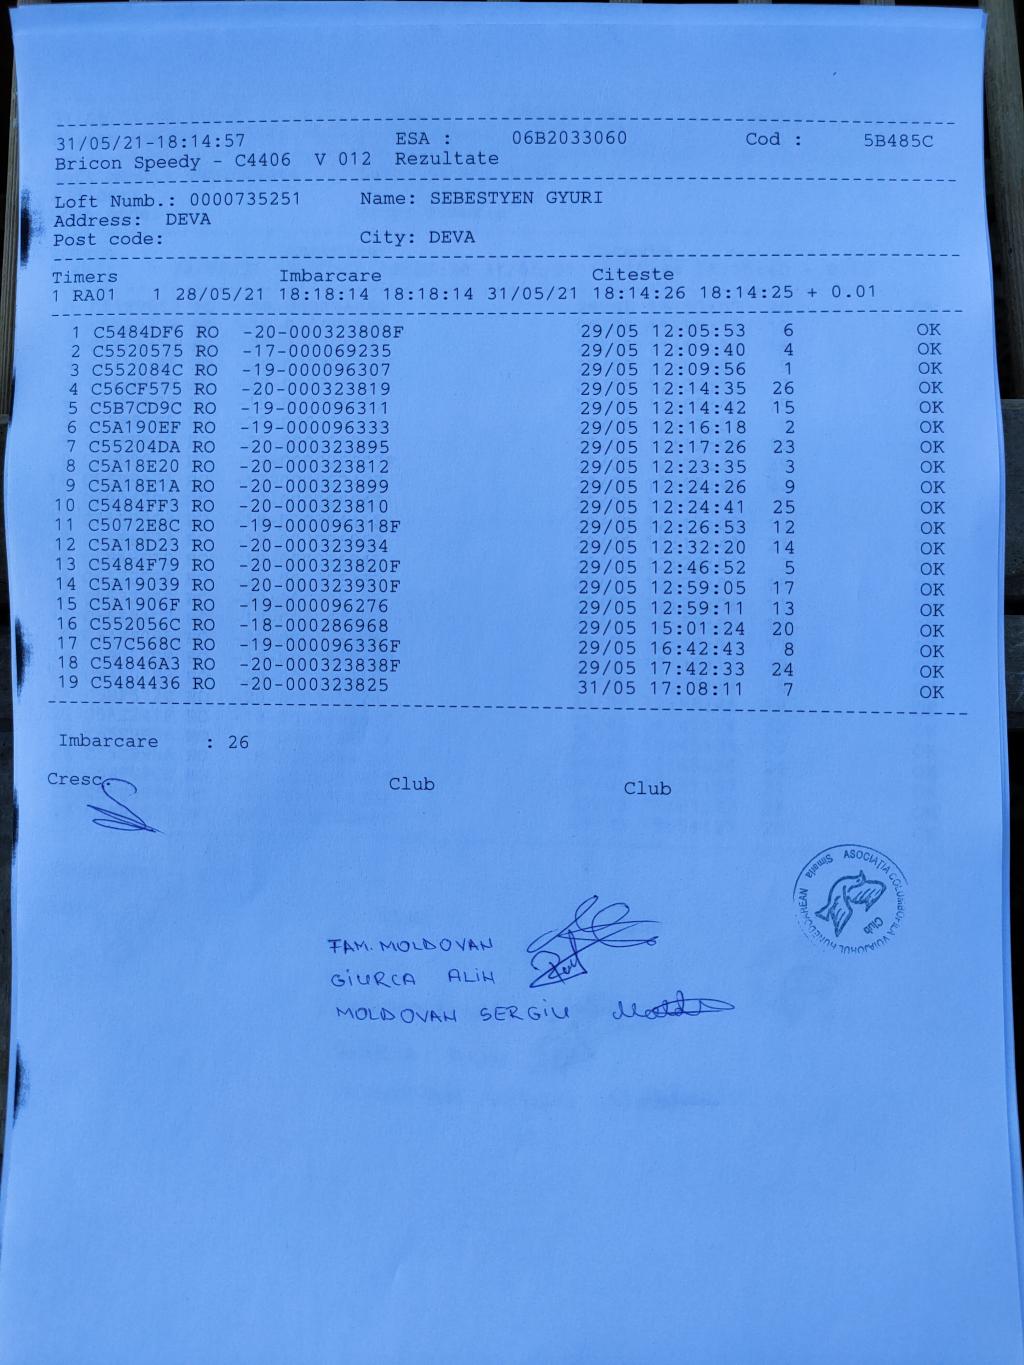 31/05/21-18:14:57 ESA : 06B2033060 Cod : 5B485C
Bricon Speedy - C4406 V 012 Rezultate
Loft Numb.: 0000735251 Name: SEBESTYEN GYURI
Address: DEVA
Post code: City: DEVA
Timers Imbarcare Citeste
1 RA01 1 28/05/21 18:18:14 18:18:14 31/05/21 18:14:26 18:14:25 + 0.01
1 C5484DF6 RO -20-000323808F 29/05 12:05:53 6 OK
2 C5520575 RO -17-000069235 29/05 12:09:40 4 OK
3 C552084C RO -19-000096307 29/05 12:09:56 1 OK
4 C56CF575 RO -20-000323819 29/05 12:14:35 26 OK
5 C5B7CD9C RO -19-000096311 29/05 12:14:42 15 OK
6 C5A190EF RO -19-000096333 29/05 12:16:18 2 OK
7 C55204DA RO -20-000323895 29/05 12:17:26 23 OK
8 C5A18E20 RO -20-000323812 29/05 12:23:35 3 OK
9 C5A18E1A RO -20-000323899 29/05 12:24:26 9 OK
10 C5484FF3 RO -20-000323810 29/05 12:24:41 25 OK
11 C5072E8C RO -19-000096318F 29/05 12:26:53 12 OK
12 C5A18D23 RO -20-000323934 29/05 12:32:20 14 OK
13 C5484F79 RO -20-000323820F 29/05 12:46:52 5 OK
14 C5A19039 RO -20-000323930F 29/05 12:59:05 17 OK
15 C5A1906F RO -19-000096276 29/05 12:59:11 13 OK
16 C552056C RO -18-000286968 29/05 15:01:24 20 OK
17 C57C568C RO -19-000096336F 29/05 16:42:43 8 OK
18 C54846A3 RO -20-000323838F 29/05 17:42:33 24 OK
19 C5484436 RO -20-000323825 31/05 17:08:11 7 OK
Imbarcare : 26
Cresc. Club Club
ASOCIAȚIA COLUMBOFILA VOIAJORUL HUNEDOREAN
Simeria
Club
FAM. MOLDOVAN
GIURCA ALIN
MOLDOVAN SERGIU